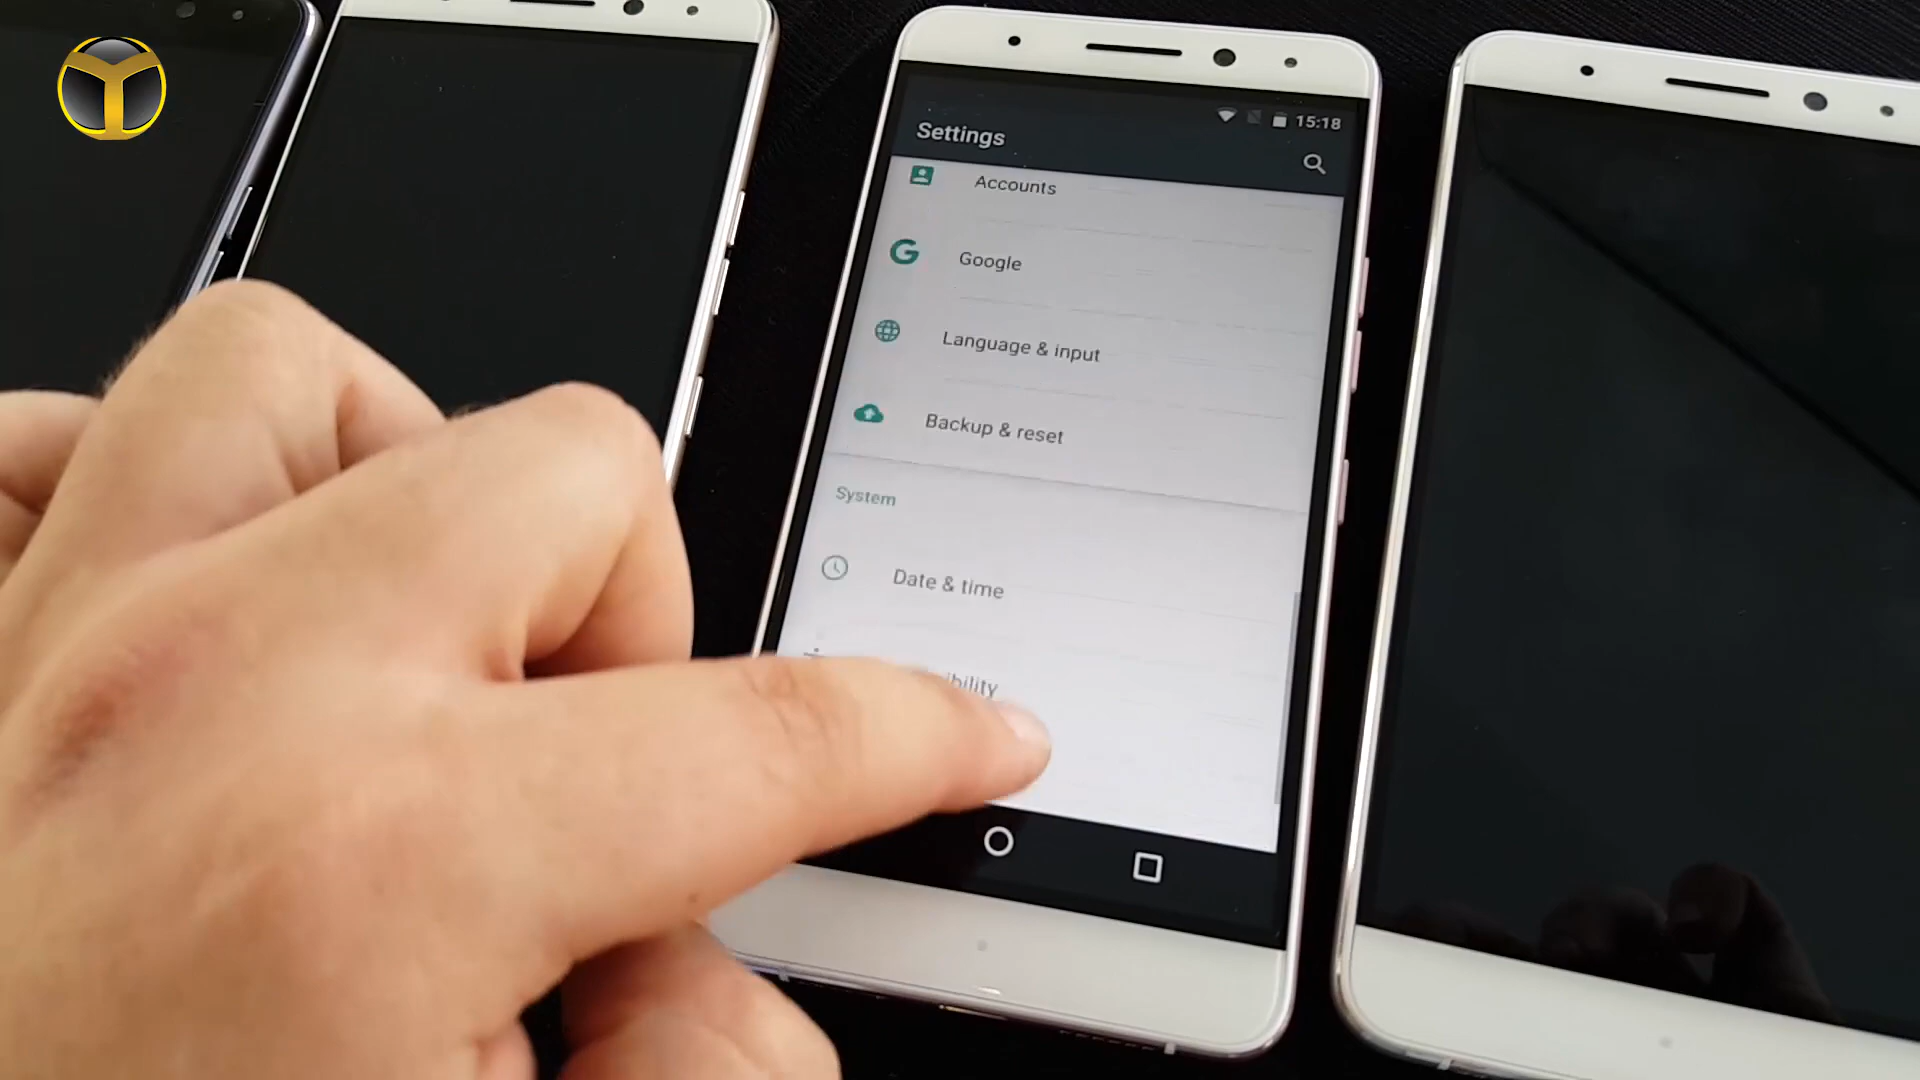 15:18
Settings
Accounts
Google
Language & input
Backup & reset
System
Date & time